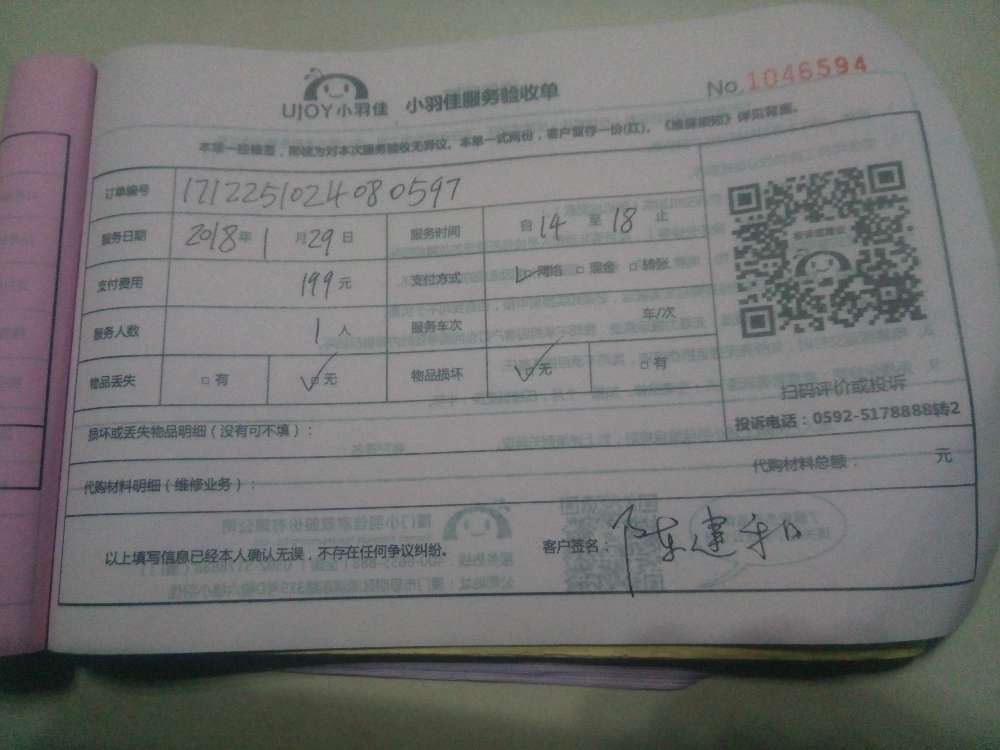 UJOY小羽佳 小羽佳服务验收单 No.1046594
本单一经签署，则视为对本次服务验收无异议。本单一式两份，客户留存一份(红)。《维保须知》详见背面。
订单编号 1712251024080597
服务日期 2018年1月29日 服务时间 自14至18止
支付费用 199元 支付方式 ☑网络 □现金 □转账
服务人数 1人 服务车次 车/次
物品丢失 □有 ☑无 物品损坏 ☑无 □有
扫码评价或投诉
投诉电话：0592-5178888转2
损坏或丢失物品明细（没有可不填）：
代购材料明细（维修业务）： 代购材料总额： 元
以上填写信息已经本人确认无误，不存在任何争议纠纷。 客户签名：陈建和